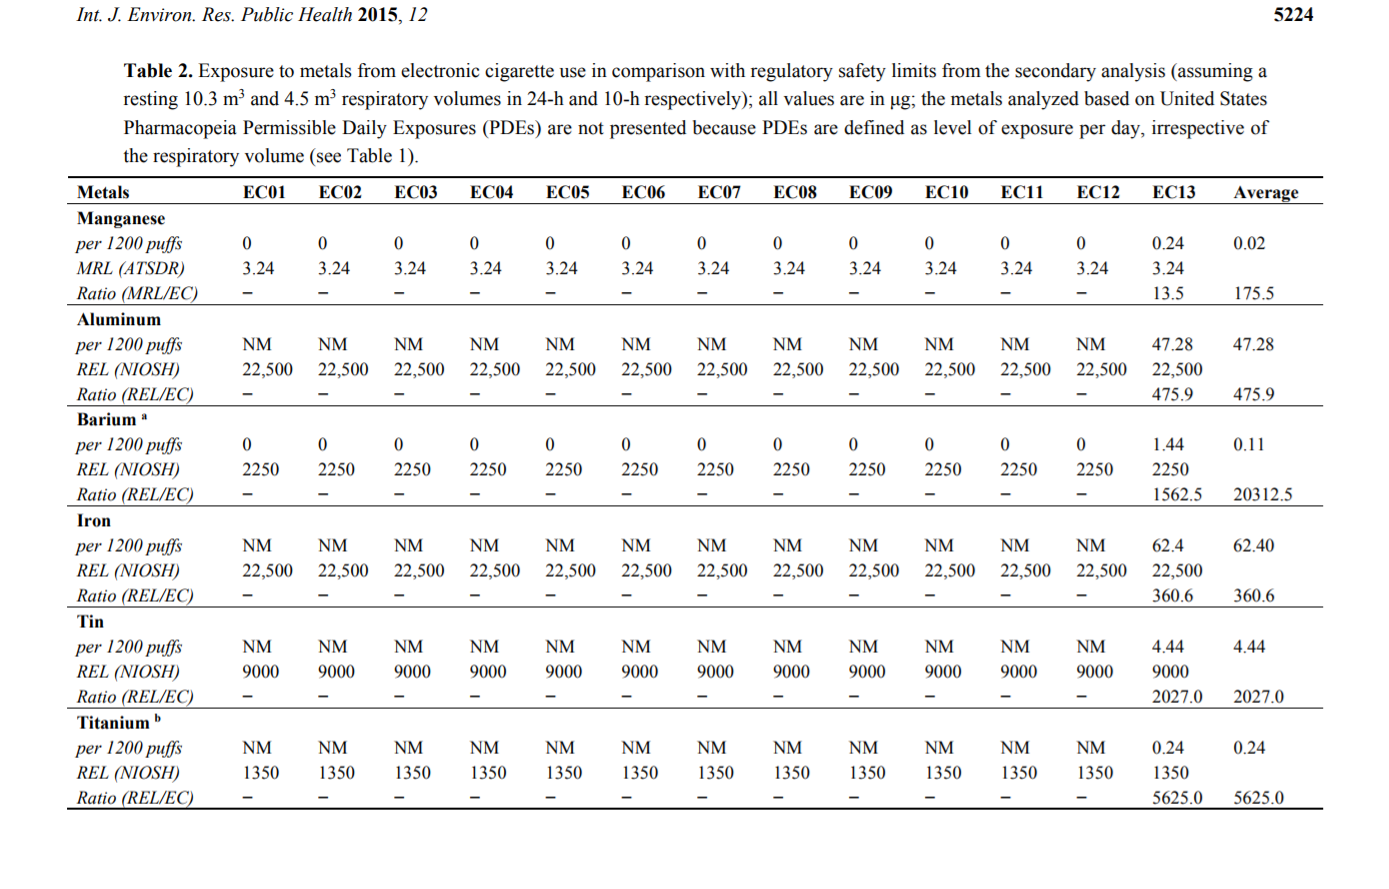 Int. J. Environ. Res. Public Health 2015, 12 5224
Table 2. Exposure to metals from electronic cigarette use in comparison with regulatory safety limits from the secondary analysis (assuming a
resting 10.3 m³ and 4.5 m³ respiratory volumes in 24-h and 10-h respectively); all values are in µg; the metals analyzed based on United States
Pharmacopeia Permissible Daily Exposures (PDEs) are not presented because PDEs are defined as level of exposure per day, irrespective of
the respiratory volume (see Table 1).
Metals EC01 EC02 EC03 EC04 EC05 EC06 EC07 EC08 EC09 EC10 EC11 EC12 EC13 Average
Manganese
per 1200 puffs 0 0 0 0 0 0 0 0 0 0 0 0 0.24 0.02
MRL (ATSDR) 3.24 3.24 3.24 3.24 3.24 3.24 3.24 3.24 3.24 3.24 3.24 3.24 3.24
Ratio (MRL/EC) – – – – – – – – – – – – 13.5 175.5
Aluminum
per 1200 puffs NM NM NM NM NM NM NM NM NM NM NM NM 47.28 47.28
REL (NIOSH) 22,500 22,500 22,500 22,500 22,500 22,500 22,500 22,500 22,500 22,500 22,500 22,500 22,500
Ratio (REL/EC) – – – – – – – – – – – – 475.9 475.9
Barium ª
per 1200 puffs 0 0 0 0 0 0 0 0 0 0 0 0 1.44 0.11
REL (NIOSH) 2250 2250 2250 2250 2250 2250 2250 2250 2250 2250 2250 2250 2250
Ratio (REL/EC) – – – – – – – – – – – – 1562.5 20312.5
Iron
per 1200 puffs NM NM NM NM NM NM NM NM NM NM NM NM 62.4 62.40
REL (NIOSH) 22,500 22,500 22,500 22,500 22,500 22,500 22,500 22,500 22,500 22,500 22,500 22,500 22,500
Ratio (REL/EC) – – – – – – – – – – – – 360.6 360.6
Tin
per 1200 puffs NM NM NM NM NM NM NM NM NM NM NM NM 4.44 4.44
REL (NIOSH) 9000 9000 9000 9000 9000 9000 9000 9000 9000 9000 9000 9000 9000
Ratio (REL/EC) – – – – – – – – – – – – 2027.0 2027.0
Titanium ᵇ
per 1200 puffs NM NM NM NM NM NM NM NM NM NM NM NM 0.24 0.24
REL (NIOSH) 1350 1350 1350 1350 1350 1350 1350 1350 1350 1350 1350 1350 1350
Ratio (REL/EC) – – – – – – – – – – – – 5625.0 5625.0